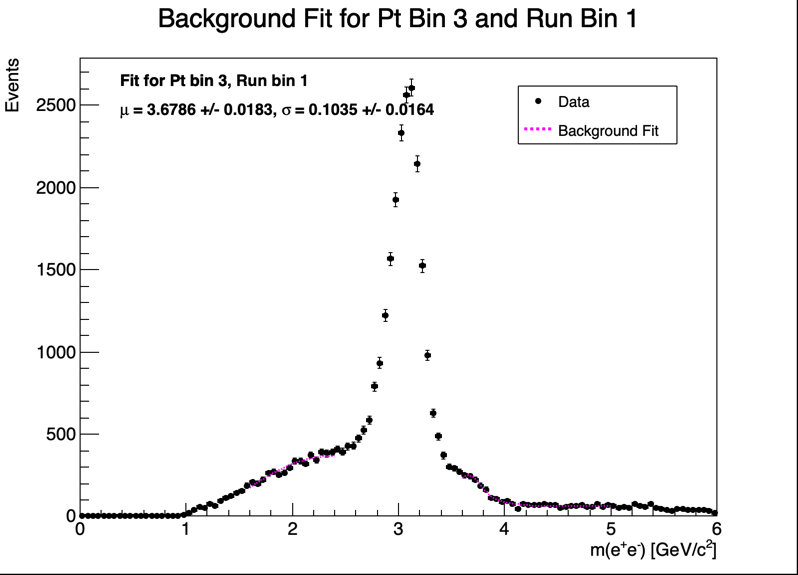 Background Fit for Pt Bin 3 and Run Bin 1
Events
Fit for Pt bin 3, Run bin 1
μ = 3.6786 +/- 0.0183, σ = 0.1035 +/- 0.0164
Data
Background Fit
2500
2000
1500
1000
500
0
0 1 2 3 4 5 6
m(e⁺e⁻) [GeV/c²]